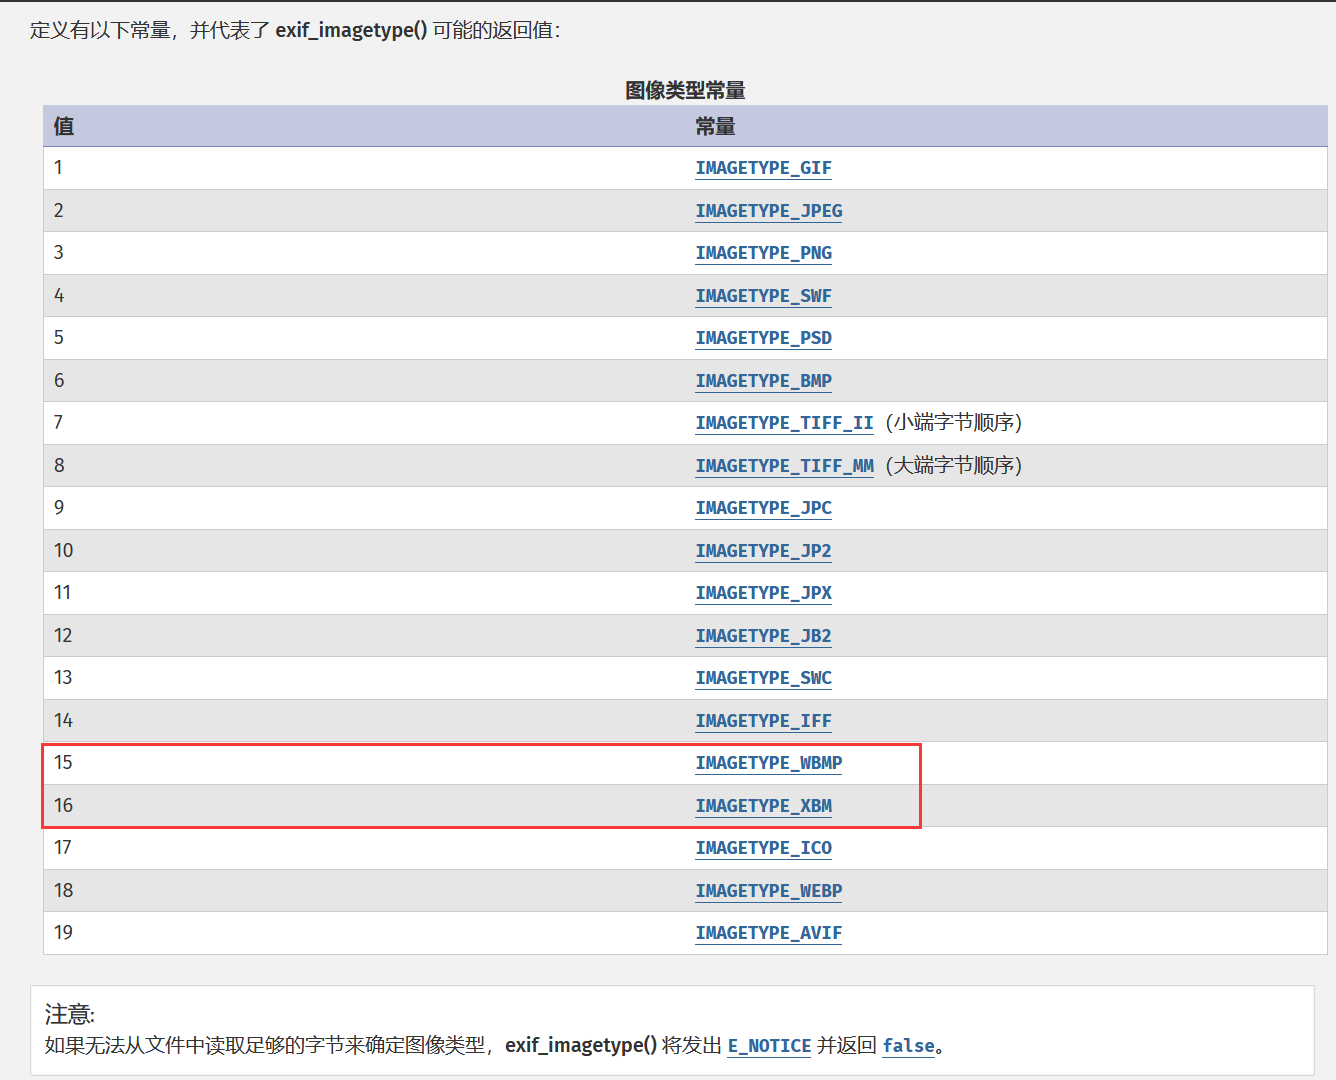 定义有以下常量，并代表了 exif_imagetype() 可能的返回值：
图像类型常量
值 常量
1 IMAGETYPE_GIF
2 IMAGETYPE_JPEG
3 IMAGETYPE_PNG
4 IMAGETYPE_SWF
5 IMAGETYPE_PSD
6 IMAGETYPE_BMP
7 IMAGETYPE_TIFF_II（小端字节顺序）
8 IMAGETYPE_TIFF_MM（大端字节顺序）
9 IMAGETYPE_JPC
10 IMAGETYPE_JP2
11 IMAGETYPE_JPX
12 IMAGETYPE_JB2
13 IMAGETYPE_SWC
14 IMAGETYPE_IFF
15 IMAGETYPE_WBMP
16 IMAGETYPE_XBM
17 IMAGETYPE_ICO
18 IMAGETYPE_WEBP
19 IMAGETYPE_AVIF
注意:
如果无法从文件中读取足够的字节来确定图像类型，exif_imagetype() 将发出 E_NOTICE 并返回 false。